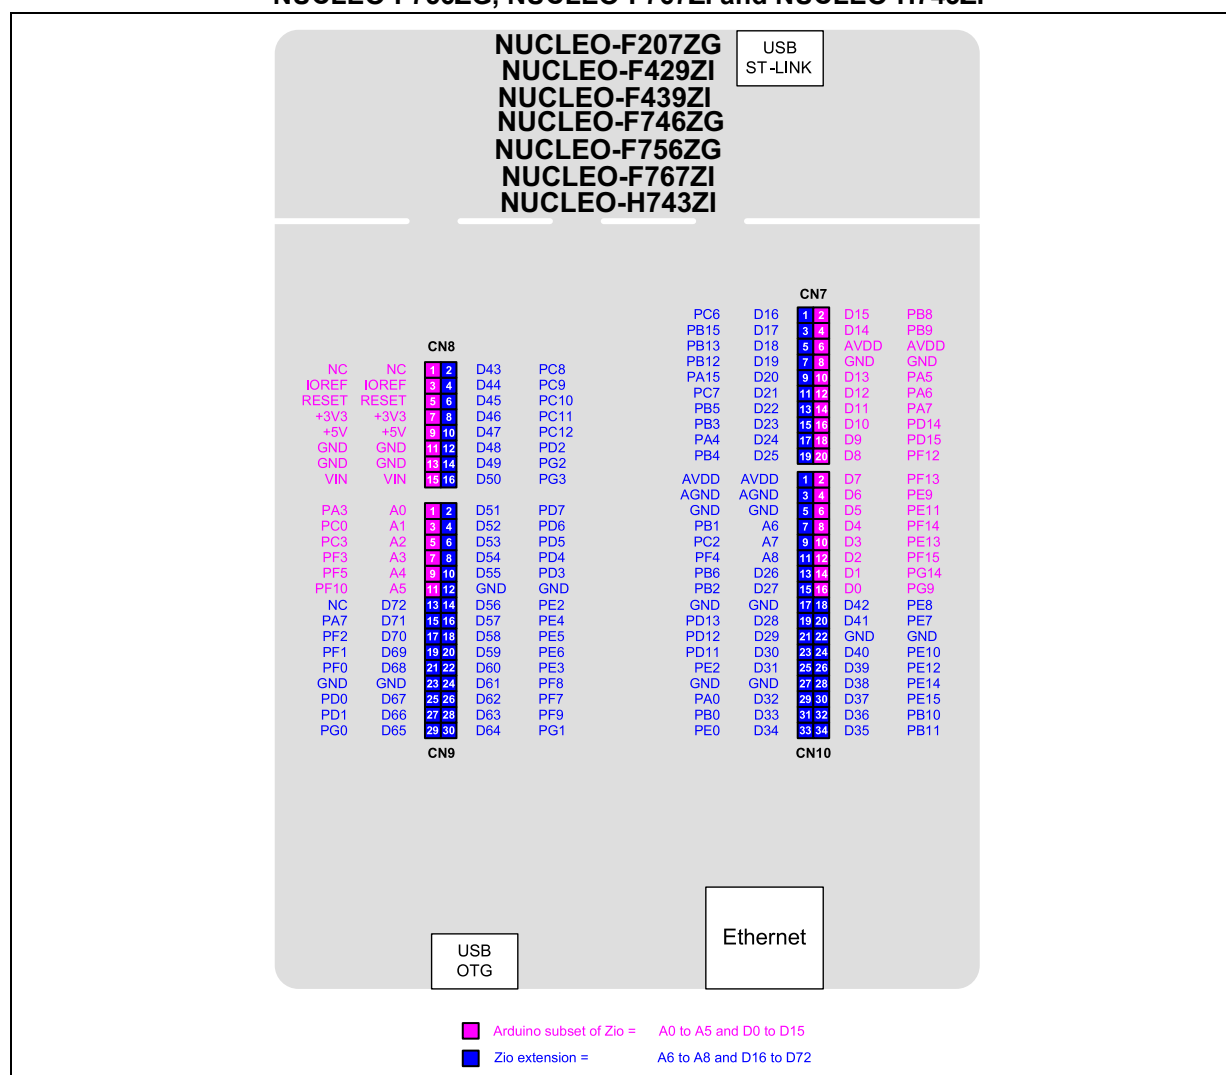 NUCLEO-F756ZG, NUCLEO-F767ZI and NUCLEO-H743ZI
NUCLEO-F207ZG
NUCLEO-F429ZI
NUCLEO-F439ZI
NUCLEO-F746ZG
NUCLEO-F756ZG
NUCLEO-F767ZI
NUCLEO-H743ZI
USB
ST-LINK
CN8
NC NC 1 2 D43 PC8
IOREF IOREF 3 4 D44 PC9
RESET RESET 5 6 D45 PC10
+3V3 +3V3 7 8 D46 PC11
+5V +5V 9 10 D47 PC12
GND GND 11 12 D48 PD2
GND GND 13 14 D49 PG2
VIN VIN 15 16 D50 PG3
PA3 A0 1 2 D51 PD7
PC0 A1 3 4 D52 PD6
PC3 A2 5 6 D53 PD5
PF3 A3 7 8 D54 PD4
PF5 A4 9 10 D55 PD3
PF10 A5 11 12 GND GND
NC D72 13 14 D56 PE2
PA7 D71 15 16 D57 PE4
PF2 D70 17 18 D58 PE5
PF1 D69 19 20 D59 PE6
PF0 D68 21 22 D60 PE3
GND GND 23 24 D61 PF8
PD0 D67 25 26 D62 PF7
PD1 D66 27 28 D63 PF9
PG0 D65 29 30 D64 PG1
CN9
CN7
PC6 D16 1 2 D15 PB8
PB15 D17 3 4 D14 PB9
PB13 D18 5 6 AVDD AVDD
PB12 D19 7 8 GND GND
PA15 D20 9 10 D13 PA5
PC7 D21 11 12 D12 PA6
PB5 D22 13 14 D11 PA7
PB3 D23 15 16 D10 PD14
PA4 D24 17 18 D9 PD15
PB4 D25 19 20 D8 PF12
AVDD AVDD 1 2 D7 PF13
AGND AGND 3 4 D6 PE9
GND GND 5 6 D5 PE11
PB1 A6 7 8 D4 PF14
PC2 A7 9 10 D3 PE13
PF4 A8 11 12 D2 PF15
PB6 D26 13 14 D1 PG14
PB2 D27 15 16 D0 PG9
GND GND 17 18 D42 PE8
PD13 D28 19 20 D41 PE7
PD12 D29 21 22 GND GND
PD11 D30 23 24 D40 PE10
PE2 D31 25 26 D39 PE12
GND GND 27 28 D38 PE14
PA0 D32 29 30 D37 PE15
PB0 D33 31 32 D36 PB10
PE0 D34 33 34 D35 PB11
CN10
USB
OTG
Ethernet
Arduino subset of Zio = A0 to A5 and D0 to D15
Zio extension = A6 to A8 and D16 to D72